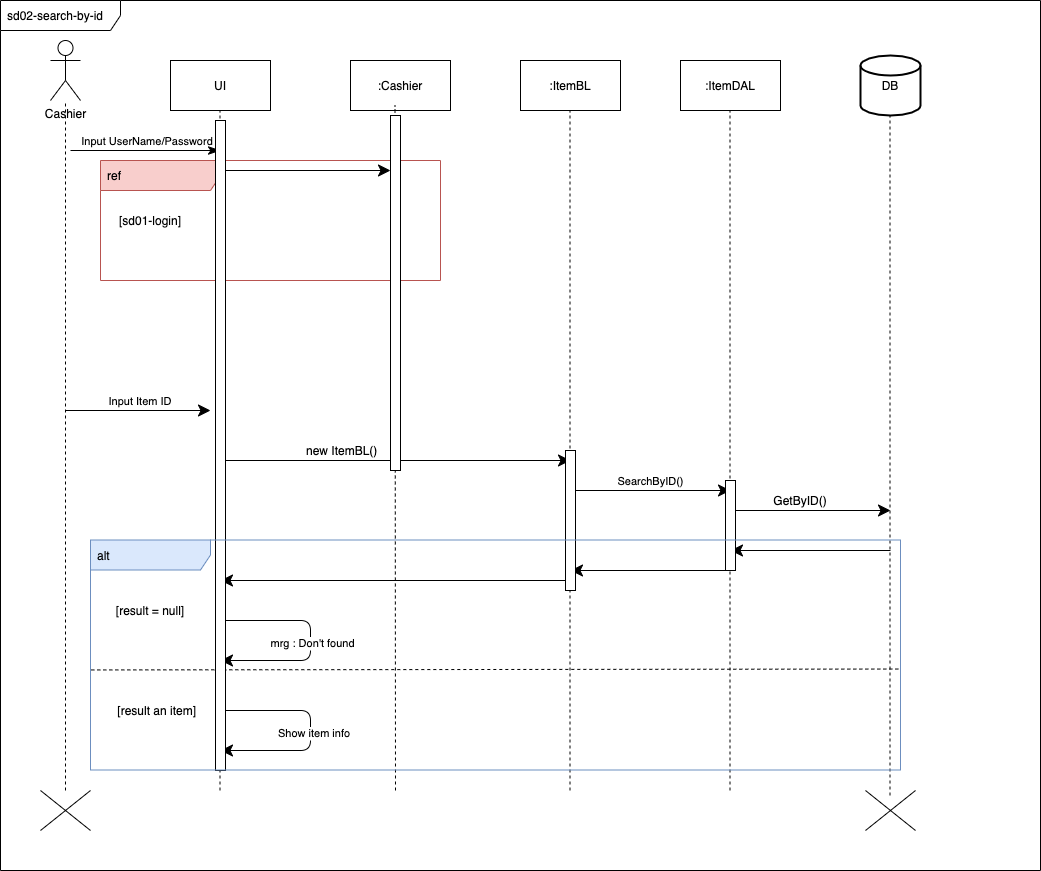 sd02-search-by-id
Cashier
UI
:Cashier
:ItemBL
:ItemDAL
DB
Input UserName/Password
ref
[sd01-login]
Input Item ID
new ItemBL()
SearchByID()
GetByID()
alt
[result = null]
mrg : Don't found
[result an item]
Show item info